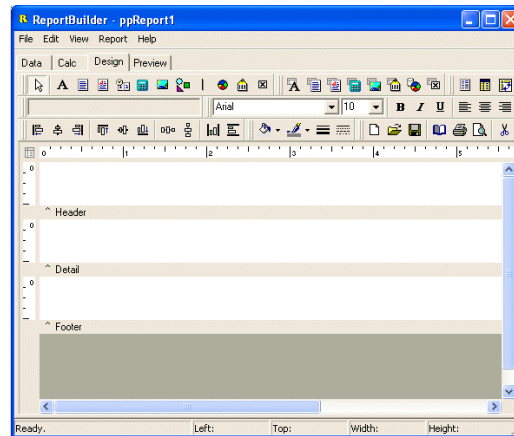 ReportBuilder - ppReport1
File Edit View Report Help
Data Calc Design Preview
Arial 10 B I U
0 1 2 3 4 5
0
^ Header
0
^ Detail
0
^ Footer
Ready. Left: Top: Width: Height: